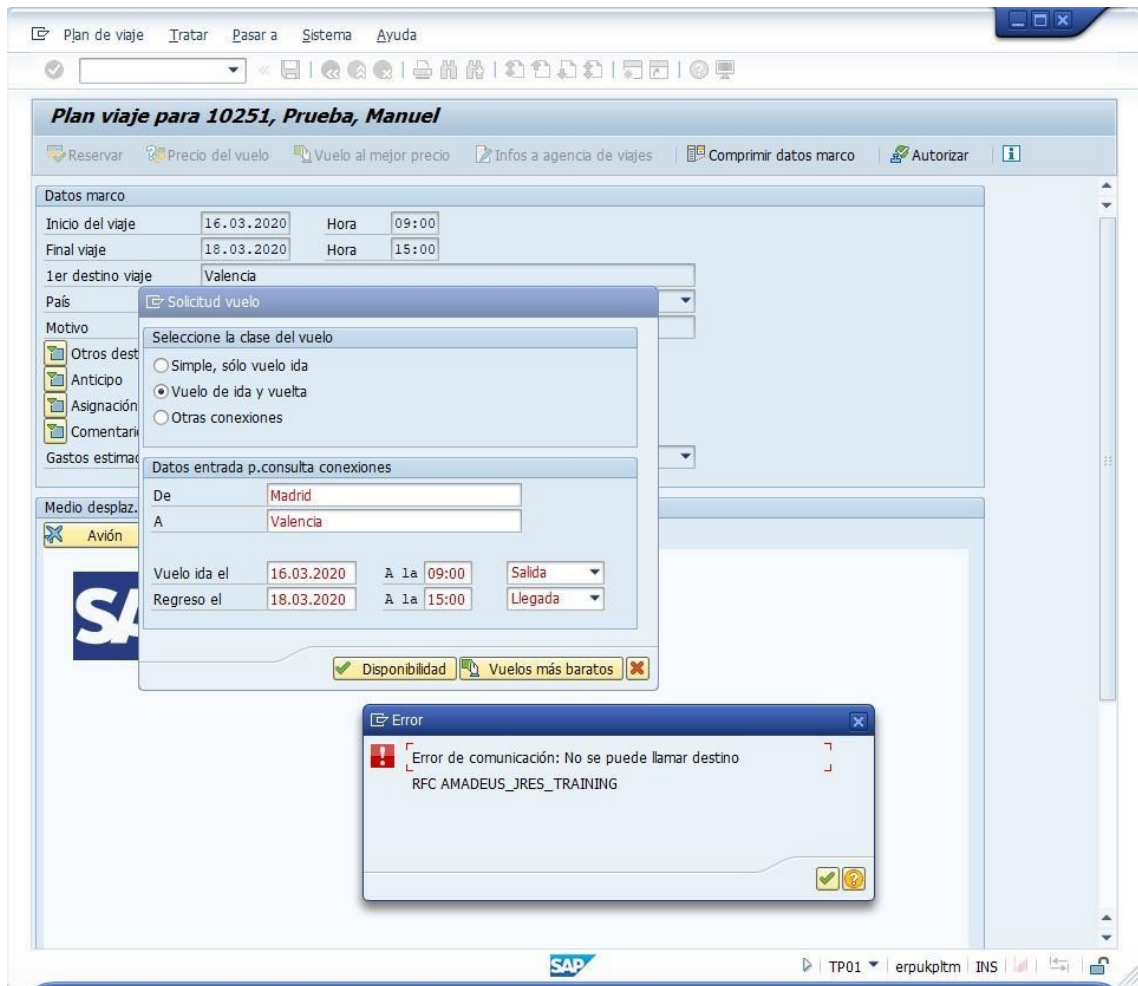 Plan de viaje Tratar Pasar a Sistema Ayuda
Plan viaje para 10251, Prueba, Manuel
Reservar Precio del vuelo Vuelo al mejor precio Infos a agencia de viajes Comprimir datos marco Autorizar
Datos marco
Inicio del viaje 16.03.2020 Hora 09:00
Final viaje 18.03.2020 Hora 15:00
1er destino viaje Valencia
País
Motivo
Otros dest
Anticipo
Asignación
Comentari
Gastos estima
Medio desplaz.
Avión
SA
Solicitud vuelo
Seleccione la clase del vuelo
Simple, sólo vuelo ida
Vuelo de ida y vuelta
Otras conexiones
Datos entrada p.consulta conexiones
De Madrid
A Valencia
Vuelo ida el 16.03.2020 A la 09:00 Salida
Regreso el 18.03.2020 A la 15:00 Llegada
Disponibilidad Vuelos más baratos
Error
Error de comunicación: No se puede llamar destino
RFC AMADEUS_JRES_TRAINING
SAP TP01 erpukpltm INS